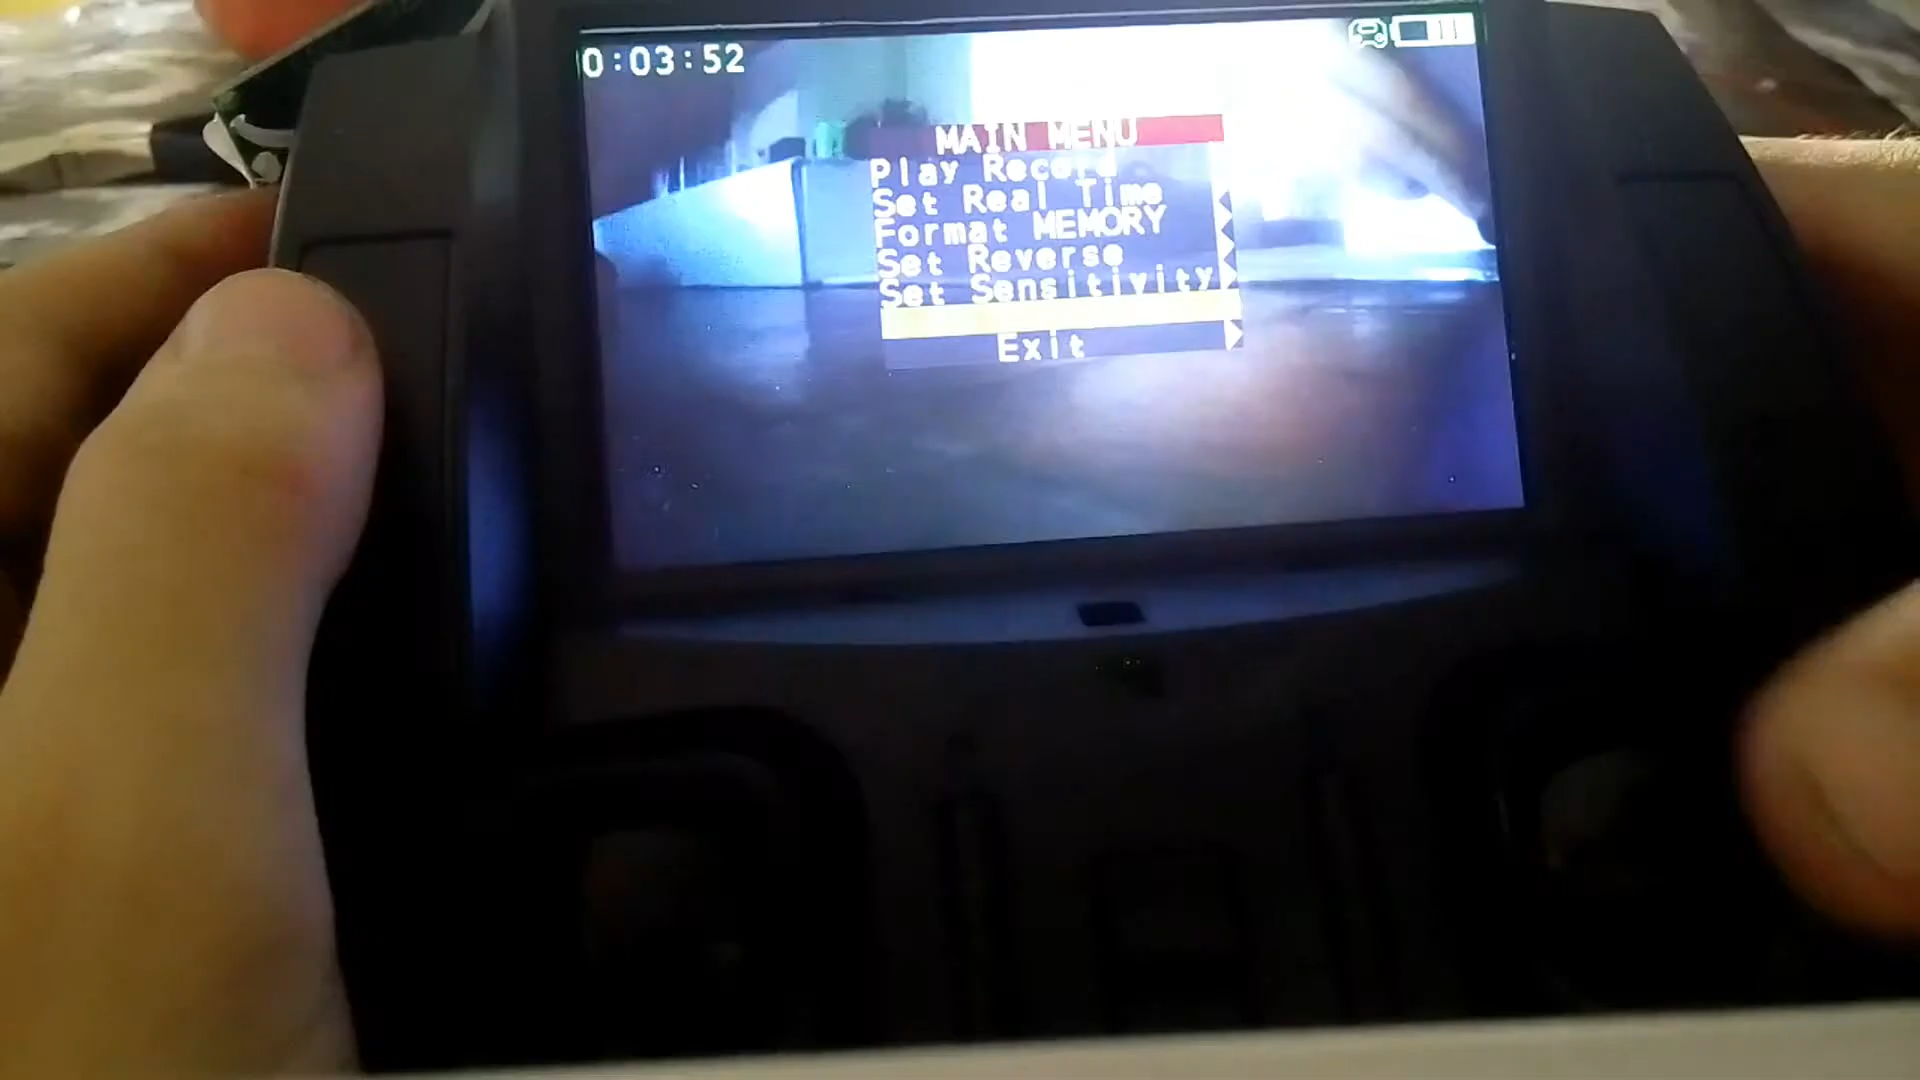 0:03:52
MAIN MENU
Play Record
Set Real Time
Format MEMORY
Set Reverse
Set Sensitivity
Exit